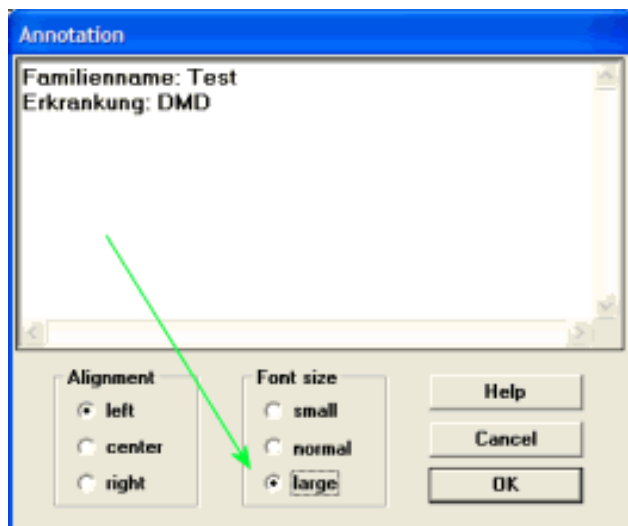 Annotation
Familienname: Test
Erkrankung: DMD
Alignment
left
center
right
Font size
small
normal
large
Help
Cancel
OK